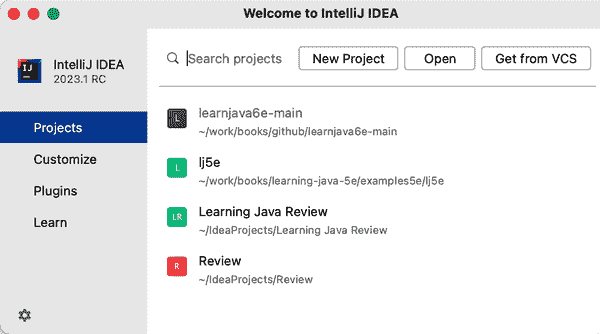 Welcome to IntelliJ IDEA
IJ
IntelliJ IDEA
2023.1 RC
Search projects
New Project
Open
Get from VCS
Projects
Customize
Plugins
Learn
L
learnjava6e-main
~/work/books/github/learnjava6e-main
L
lj5e
~/work/books/learning-java-5e/examples5e/lj5e
LR
Learning Java Review
~/IdeaProjects/Learning Java Review
R
Review
~/IdeaProjects/Review